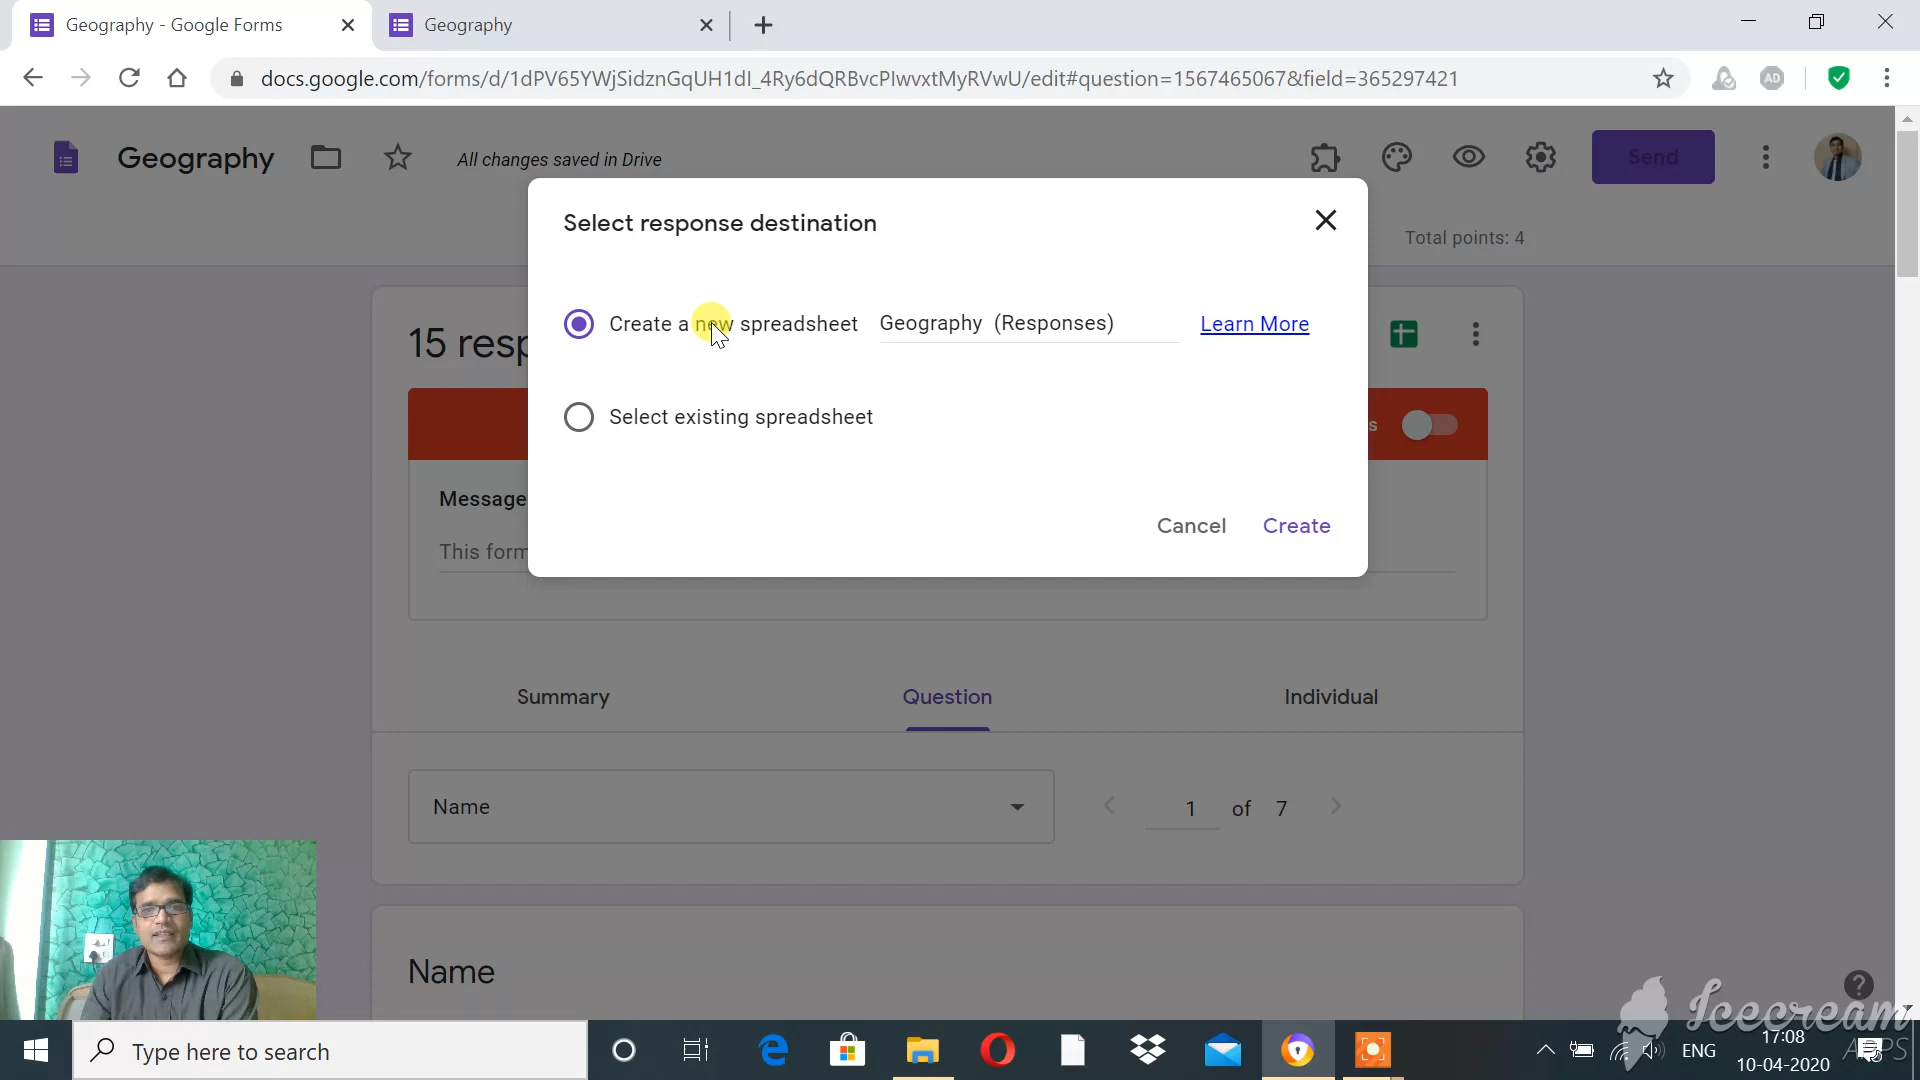 Geography - Google Forms
Geography
docs.google.com/forms/d/1dPV65YWjSidznGqUH1dI_4Ry6dQRBvcPIwvxtMyRVwU/edit#question=1567465067&field=365297421
AD
Geography
All changes saved in Drive
Send
Total points: 4
Select response destination
Create a new spreadsheet Geography (Responses) Learn More
Select existing spreadsheet
Cancel Create
15 resp
s
Message
This form
Summary Question Individual
Name
1 of 7
Name
Icecream
APPS
Type here to search
ENG
17:08
10-04-2020